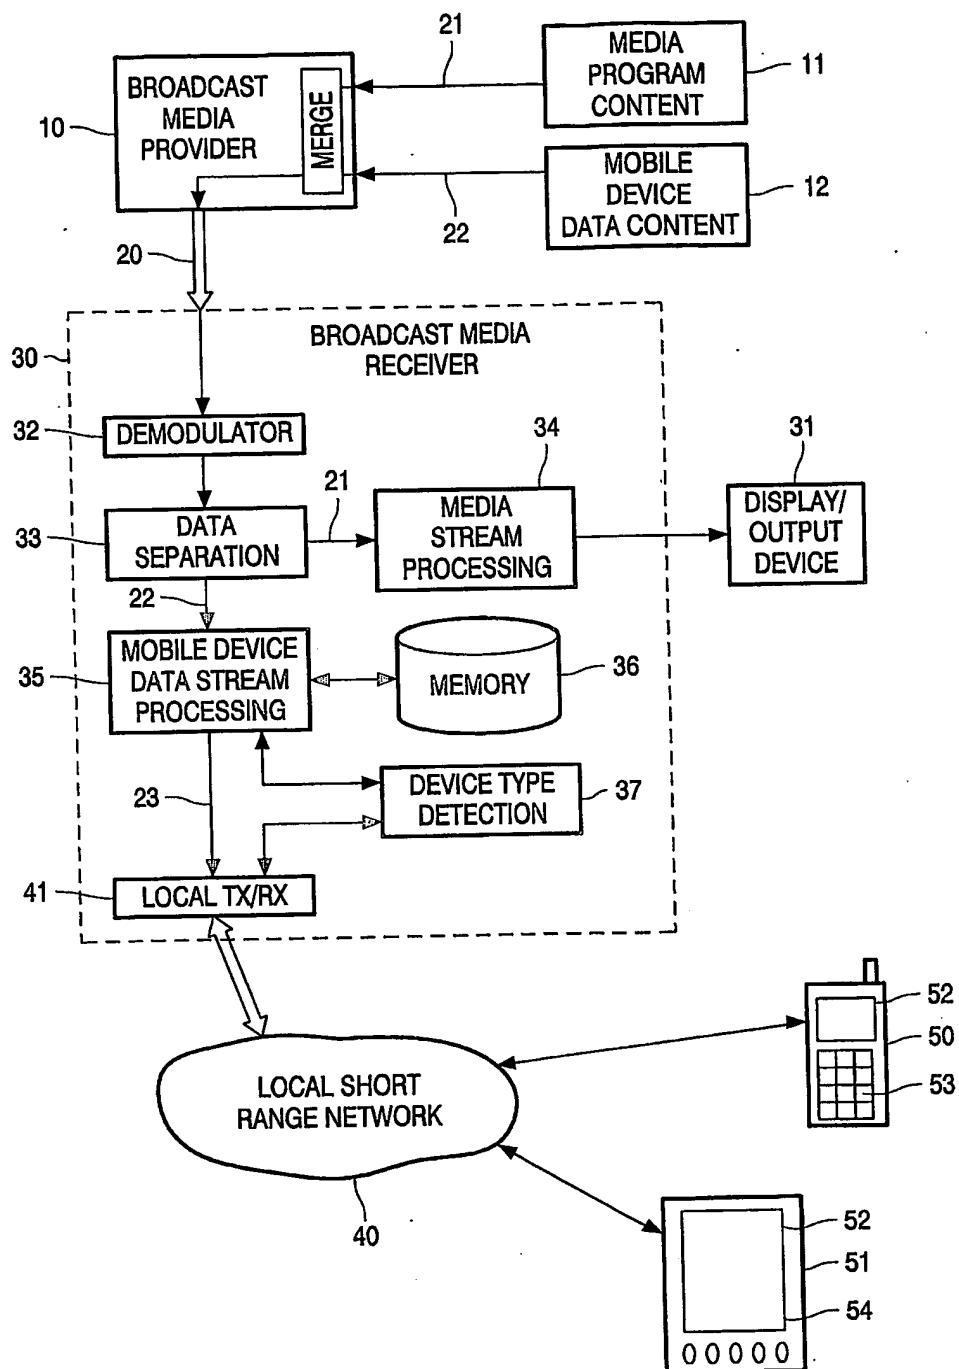 21
MEDIA
PROGRAM
CONTENT
11
BROADCAST
MEDIA
PROVIDER
MERGE
10
MOBILE
DEVICE
DATA CONTENT
12
22
20
BROADCAST MEDIA
RECEIVER
30
32
DEMODULATOR
34
31
21
33
DATA
SEPARATION
MEDIA
STREAM
PROCESSING
DISPLAY/
OUTPUT
DEVICE
22
35
MOBILE DEVICE
DATA STREAM
PROCESSING
MEMORY
36
23
DEVICE TYPE
DETECTION
37
41
LOCAL TX/RX
52
50
53
LOCAL SHORT
RANGE NETWORK
40
52
51
54